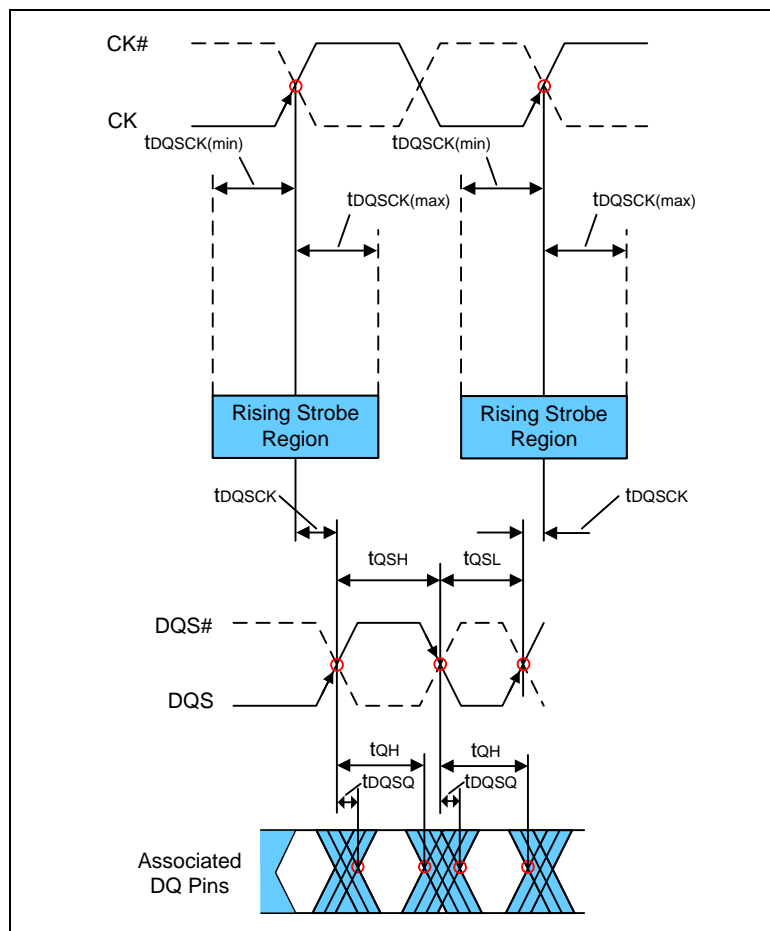 CK#
CK
tDQSCK(min)
tDQSCK(min)
tDQSCK(max)
tDQSCK(max)
Rising Strobe
Region
Rising Strobe
Region
tDQSCK
tDQSCK
tQSH
tQSL
DQS#
DQS
tQH
tQH
tDQSQ
tDQSQ
Associated
DQ Pins